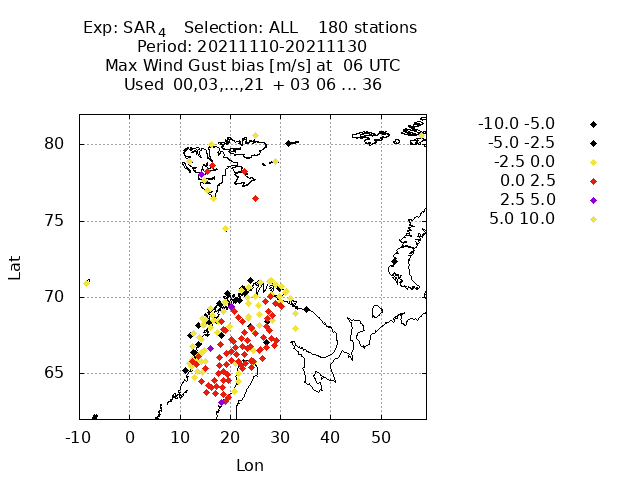 Exp: SAR4 Selection: ALL 180 stations
Period: 20211110-20211130
Max Wind Gust bias [m/s] at 06 UTC
Used 00,03,...,21 + 03 06 ... 36
-10.0 -5.0
-5.0 -2.5
-2.5 0.0
0.0 2.5
2.5 5.0
5.0 10.0
80
75
70
65
Lat
-10 0 10 20 30 40 50
Lon